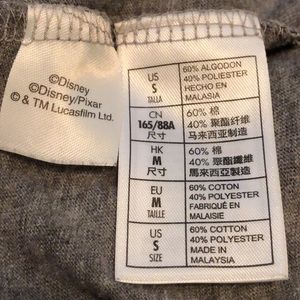 ©Disney
©Disney/Pixar
© & TM Lucasfilm Ltd.
US
S
TALLA
60% ALGODON
40% POLIESTER
HECHO EN
MALASIA
CN
165/88A
尺寸
60% 棉
40% 聚酯纤维
马来西亚制造
HK
M
尺寸
60% 棉
40% 聚酯纖維
馬來西亞製造
EU
M
TAILLE
60% COTON
40% POLYESTER
FABRIQUÉ EN
MALAISIE
US
S
SIZE
60% COTTON
40% POLYESTER
MADE IN
MALAYSIA